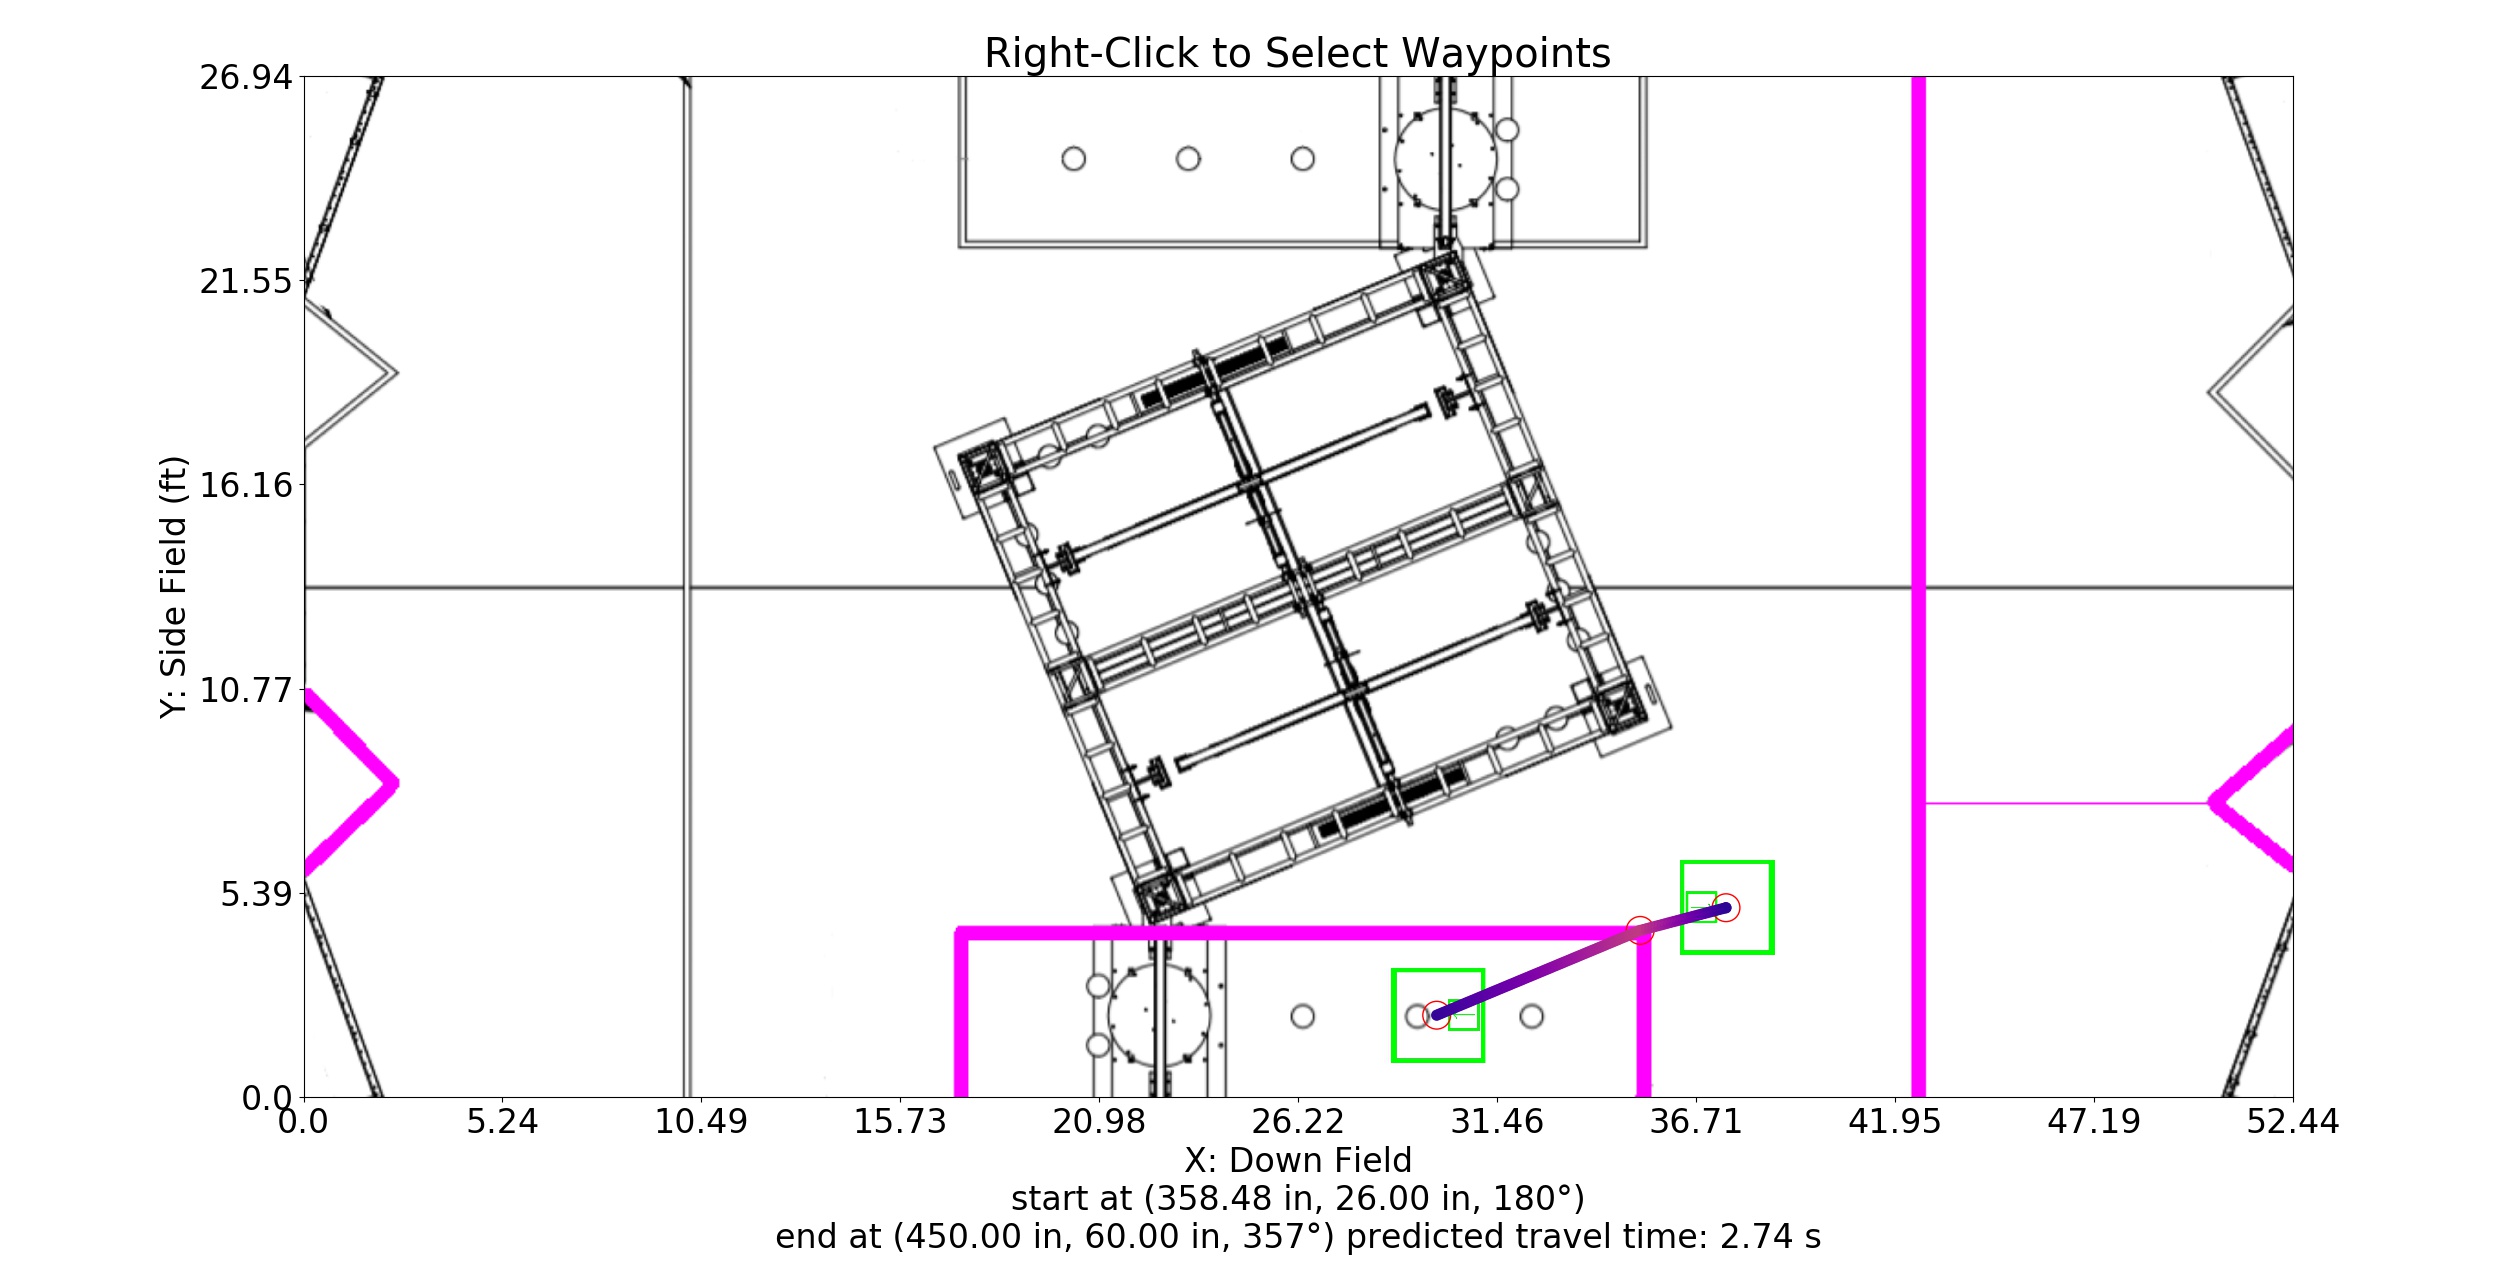 Right-Click to Select Waypoints
26.94
21.55
16.16
10.77
5.39
0.0
Y: Side Field (ft)
0.0 5.24 10.49 15.73 20.98 26.22 31.46 36.71 41.95 47.19 52.44
X: Down Field
start at (358.48 in, 26.00 in, 180°)
end at (450.00 in, 60.00 in, 357°) predicted travel time: 2.74 s